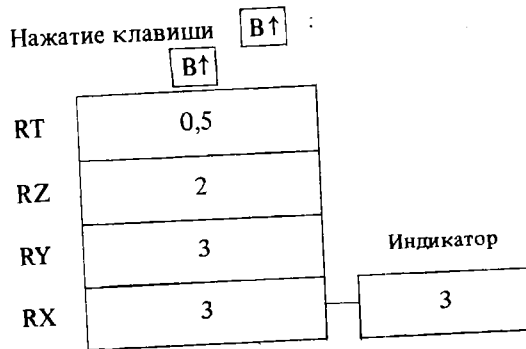 Нажатие клавиши В↑ :
В↑
RT 0,5
RZ 2
RY 3
Индикатор
RX 3 3